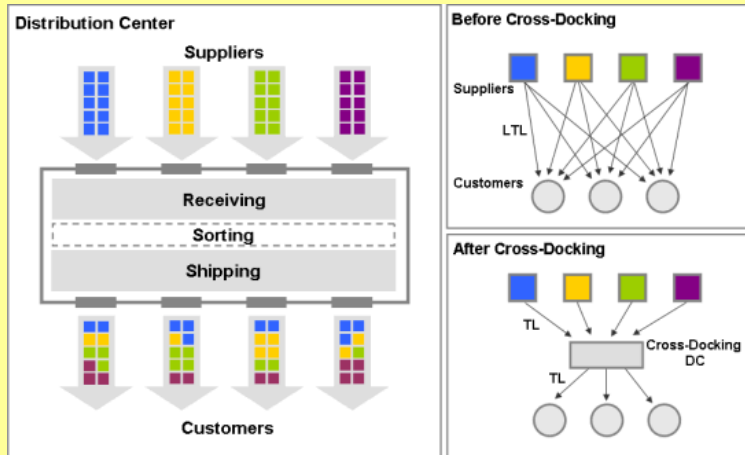 Distribution Center
Suppliers
Receiving
Sorting
Shipping
Customers
Before Cross-Docking
Suppliers
LTL
Customers
After Cross-Docking
TL
Cross-Docking
DC
TL